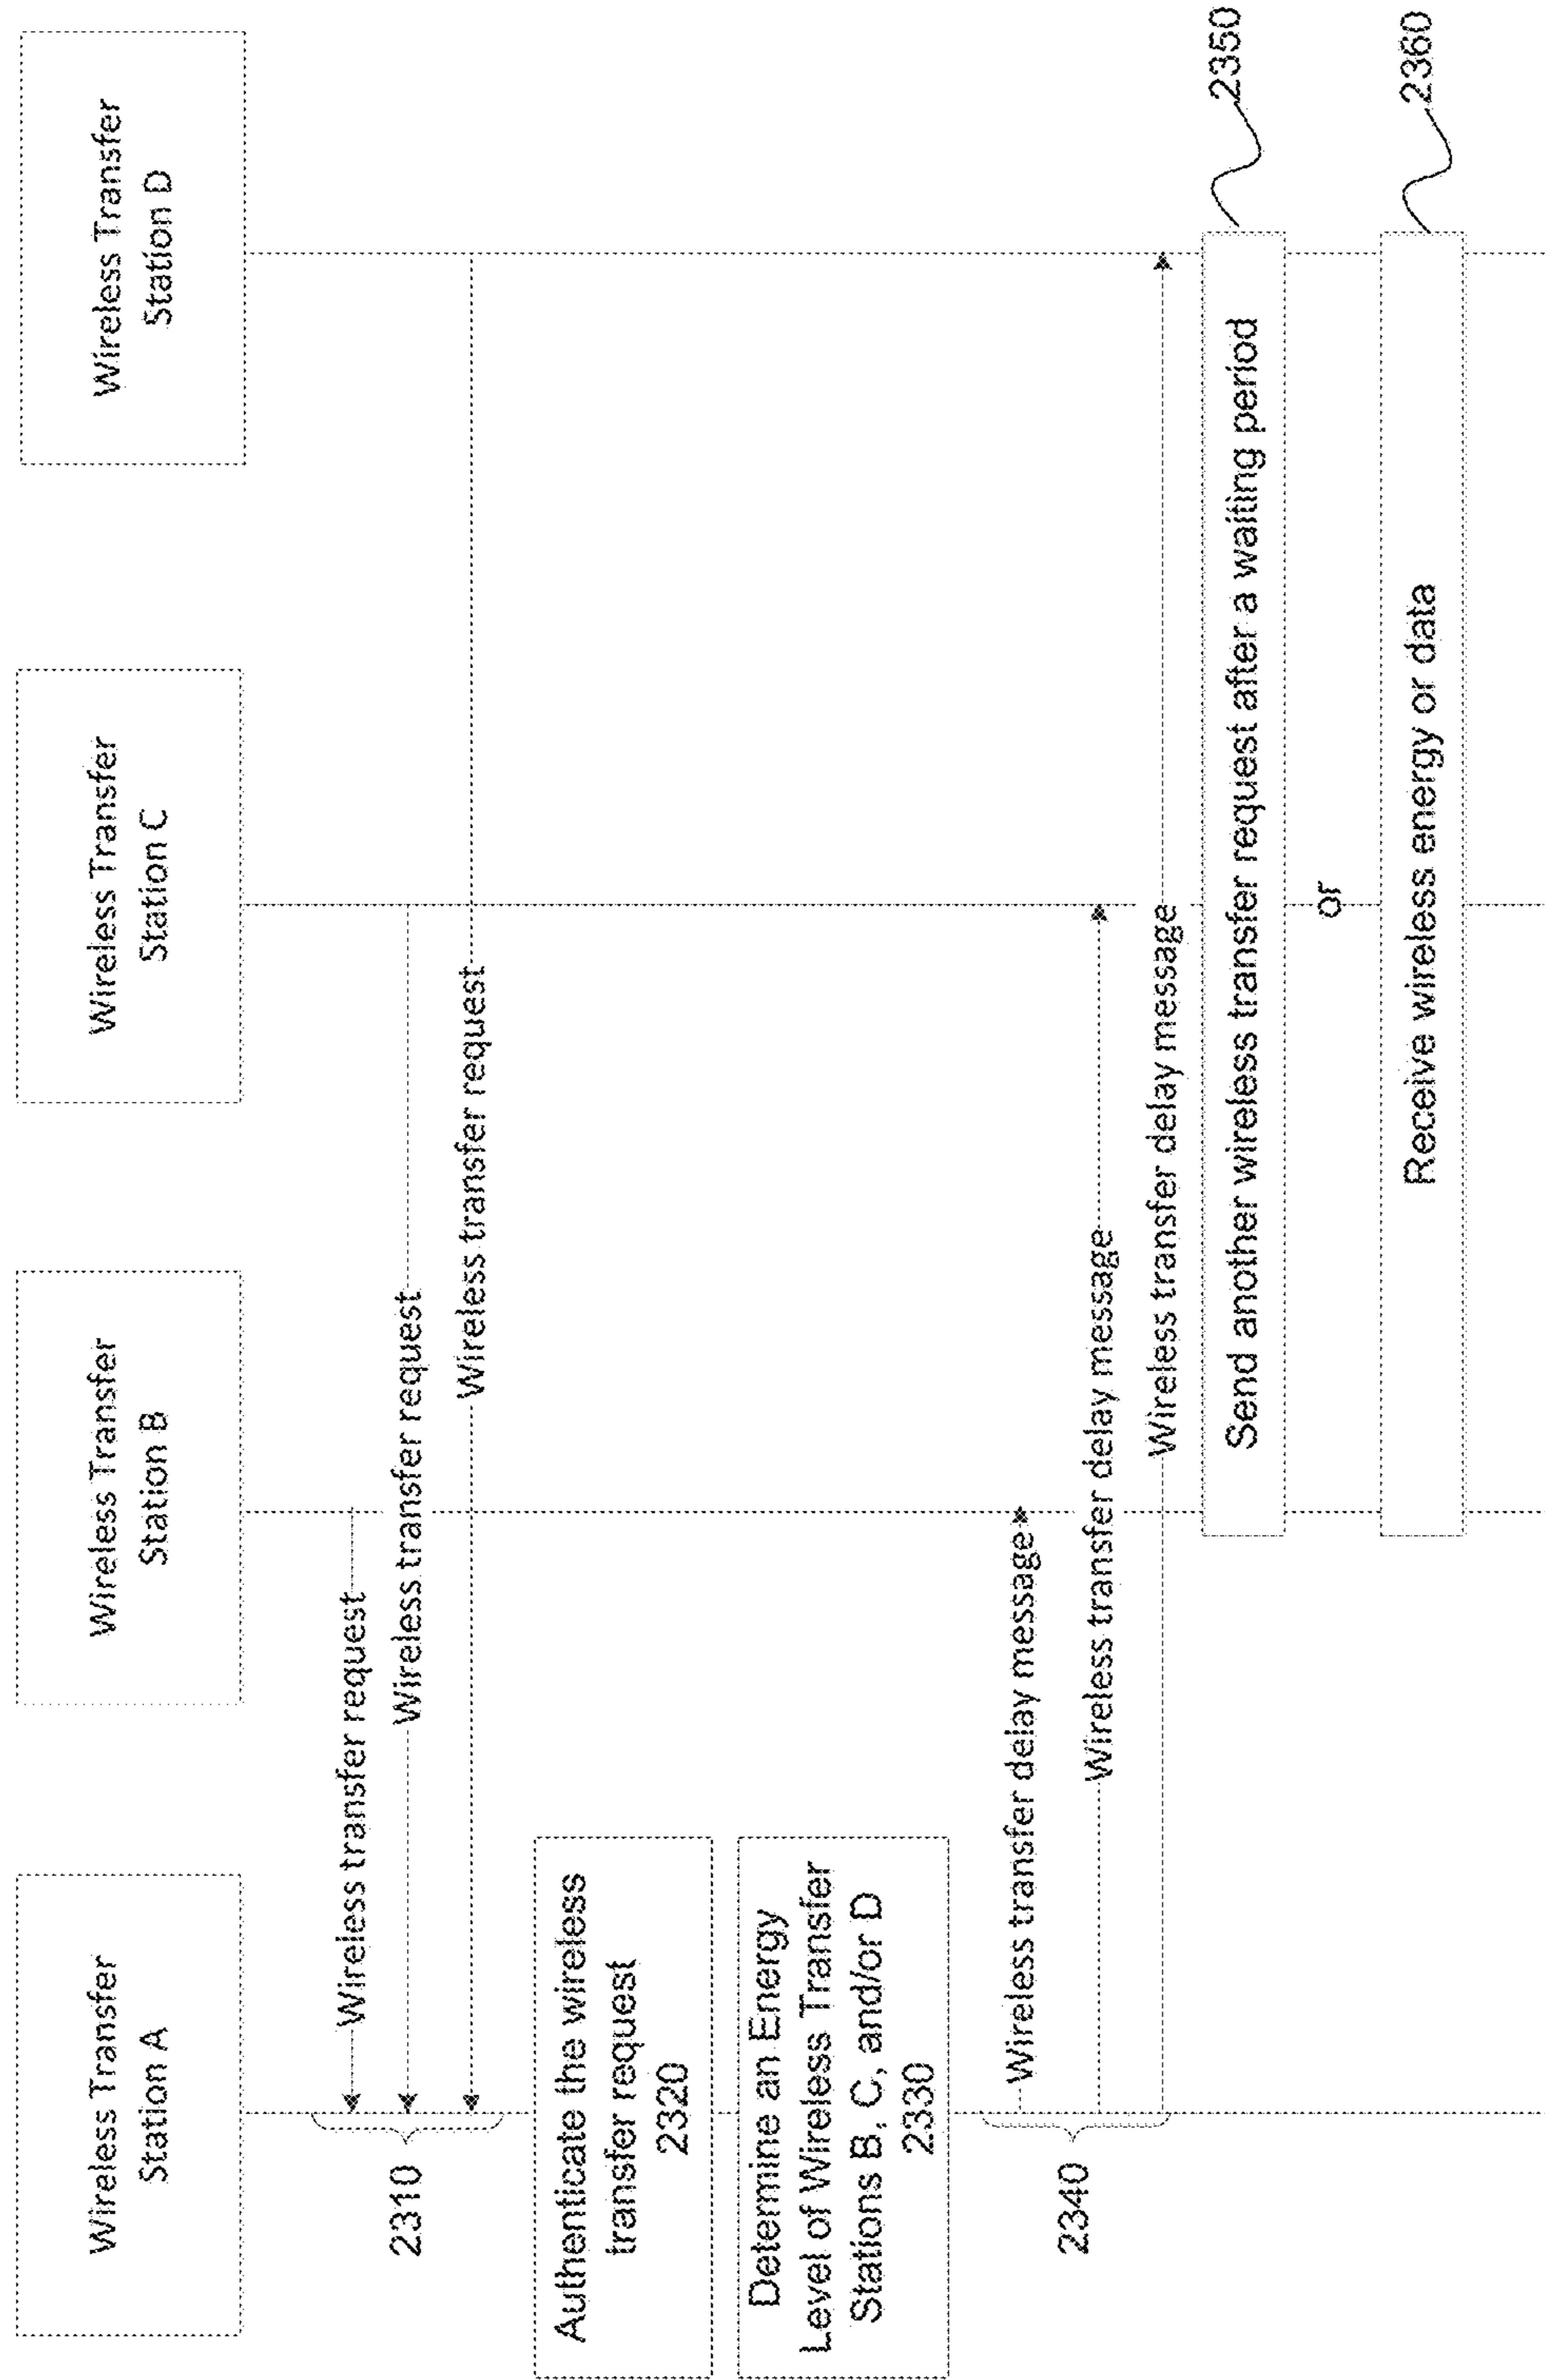 Wireless Transfer
Station A
Wireless Transfer
Station B
Wireless Transfer
Station C
Wireless Transfer
Station D
Wireless transfer request
2310
Wireless transfer request
Wireless transfer request
Authenticate the wireless
transfer request
2320
Determine an Energy
Level of Wireless Transfer
Stations B, C, and/or D
2330
Wireless transfer delay message
2340
Wireless transfer delay message
Wireless transfer delay message
Send another wireless transfer request after a waiting period
2350
or
Receive wireless energy or data
2360